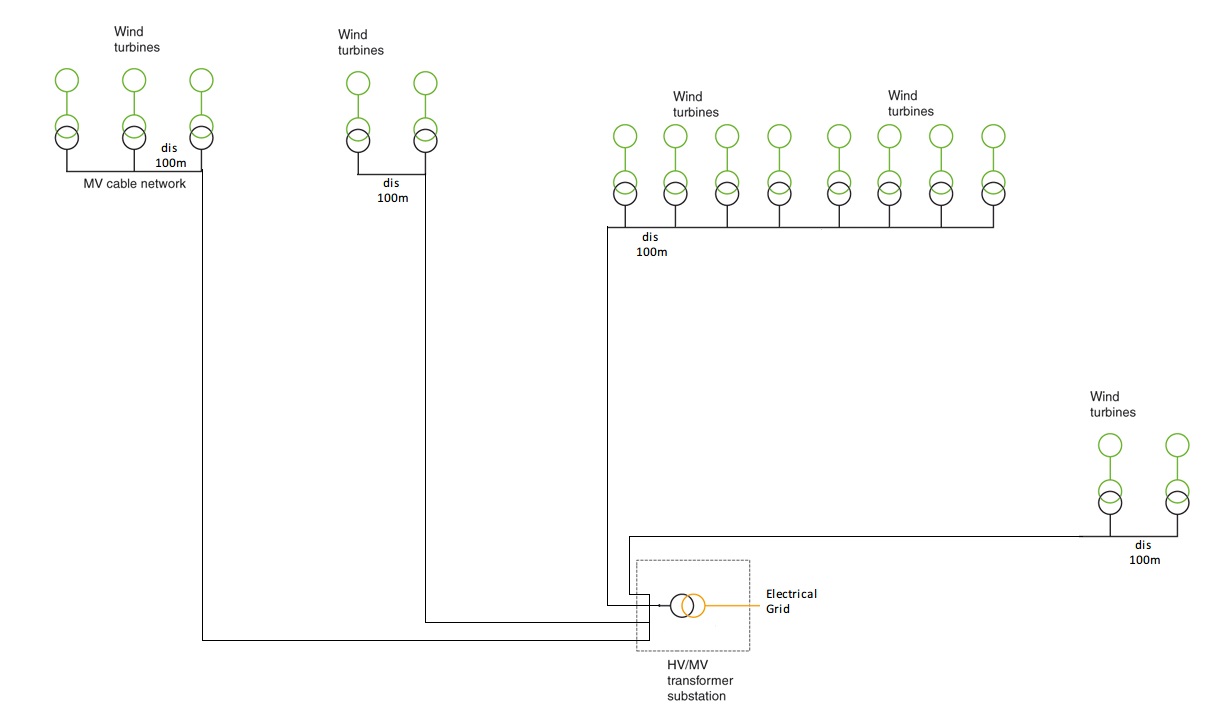 Wind
turbines
Wind
turbines
Wind
turbines
Wind
turbines
dis
100m
MV cable network
dis
100m
dis
100m
Wind
turbines
dis
100m
Electrical
Grid
HV/MV
transformer
substation